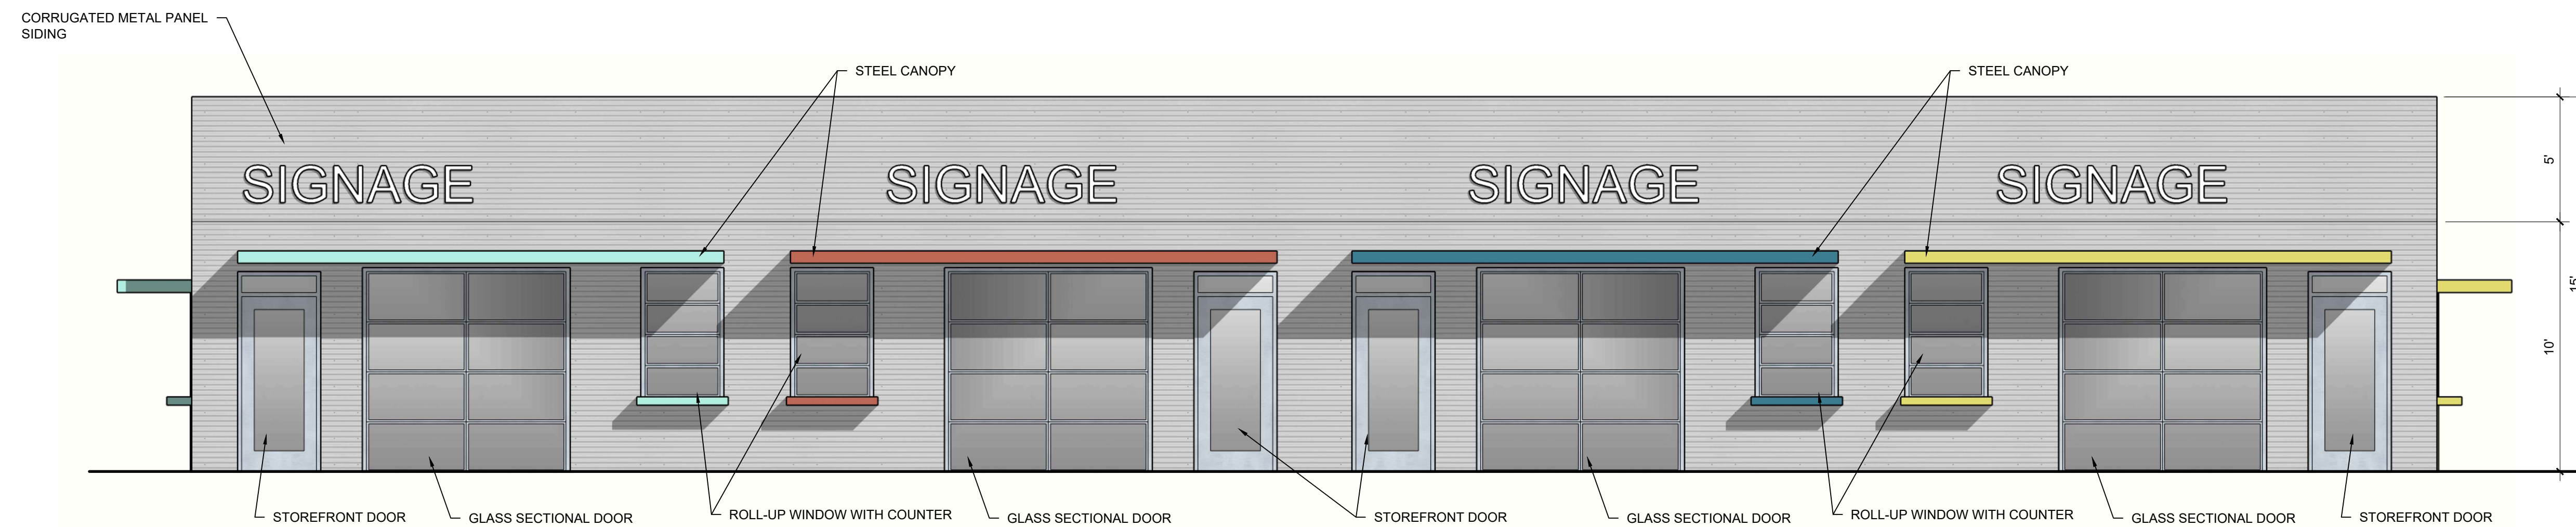 CORRUGATED METAL PANEL
SIDING
STEEL CANOPY
STEEL CANOPY
5'
SIGNAGE
SIGNAGE
SIGNAGE
SIGNAGE
15'
10'
STOREFRONT DOOR
GLASS SECTIONAL DOOR
ROLL-UP WINDOW WITH COUNTER
GLASS SECTIONAL DOOR
STOREFRONT DOOR
GLASS SECTIONAL DOOR
ROLL-UP WINDOW WITH COUNTER
GLASS SECTIONAL DOOR
STOREFRONT DOOR